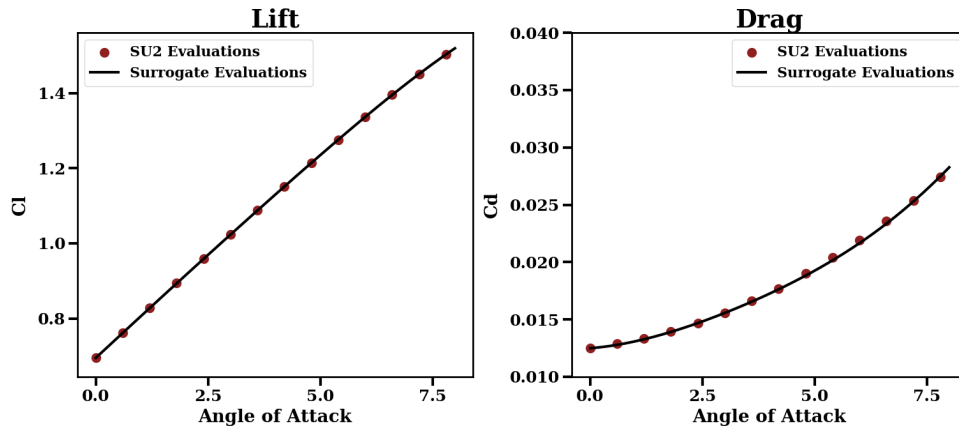 Lift
SU2 Evaluations
Surrogate Evaluations
1.4
1.2
1.0
0.8
Cl
0.0 2.5 5.0 7.5
Angle of Attack
Drag
SU2 Evaluations
Surrogate Evaluations
0.040
0.035
0.030
0.025
0.020
0.015
0.010
Cd
0.0 2.5 5.0 7.5
Angle of Attack